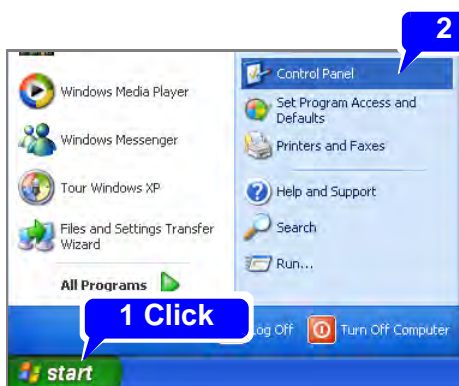 2
Windows Media Player
Windows Messenger
Tour Windows XP
Files and Settings Transfer
Wizard
All Programs
Control Panel
Set Program Access and
Defaults
Printers and Faxes
Help and Support
Search
Run...
1 Click
Log Off
Turn Off Computer
start